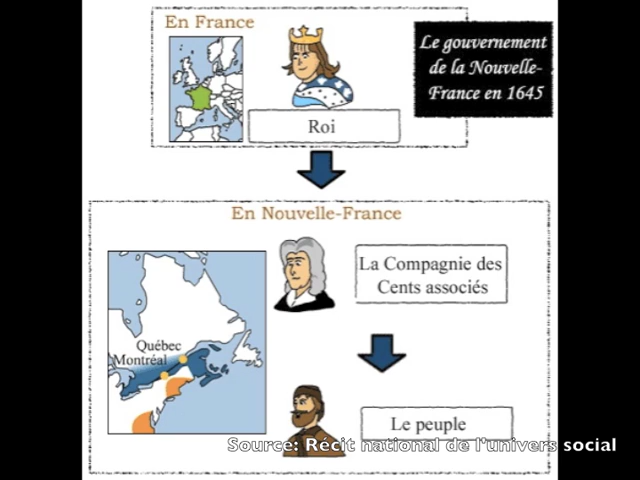 En France
Le gouvernement
de la Nouvelle-
France en 1645
Roi
En Nouvelle-France
La Compagnie des
Cents associés
Québec
Montréal
Le peuple
Source: Récit national de l'univers social